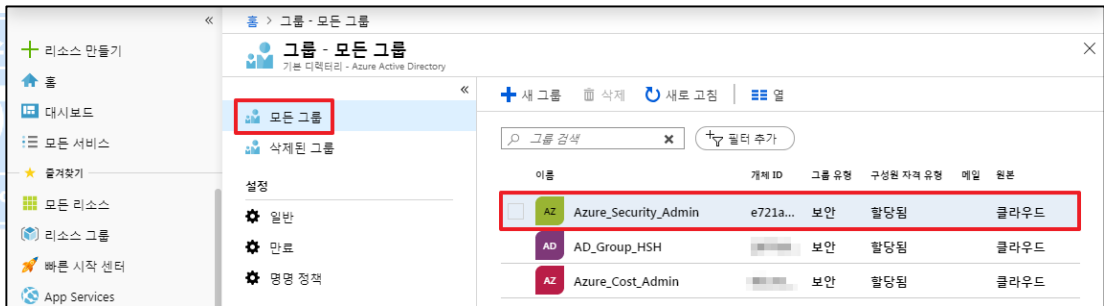 홈 > 그룹 - 모든 그룹
리소스 만들기
홈
대시보드
모든 서비스
즐겨찾기
모든 리소스
리소스 그룹
빠른 시작 센터
App Services
그룹 - 모든 그룹
기본 디렉터리 - Azure Active Directory
모든 그룹
삭제된 그룹
설정
일반
만료
명명 정책
새 그룹 삭제 새로 고침 열
그룹 검색 필터 추가
이름 개체 ID 그룹 유형 구성원 자격 유형 메일 원본
AZ Azure_Security_Admin e721a... 보안 할당됨 클라우드
AD AD_Group_HSH 보안 할당됨 클라우드
AZ Azure_Cost_Admin 보안 할당됨 클라우드